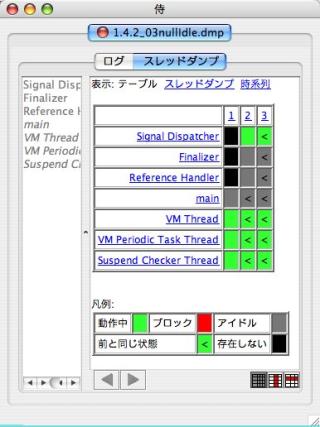 侍
1.4.2_03nullIdle.dmp
ログ スレッドダンプ
Signal Disp
Finalizer
Reference H
main
VM Thread
VM Periodic
Suspend Ch
表示: テーブル スレッドダンプ 時系列
1 2 3
Signal Dispatcher <
Finalizer <
Reference Handler <
main < <
VM Thread < <
VM Periodic Task Thread < <
Suspend Checker Thread < <
凡例:
動作中 ブロック アイドル
前と同じ状態 < 存在しない